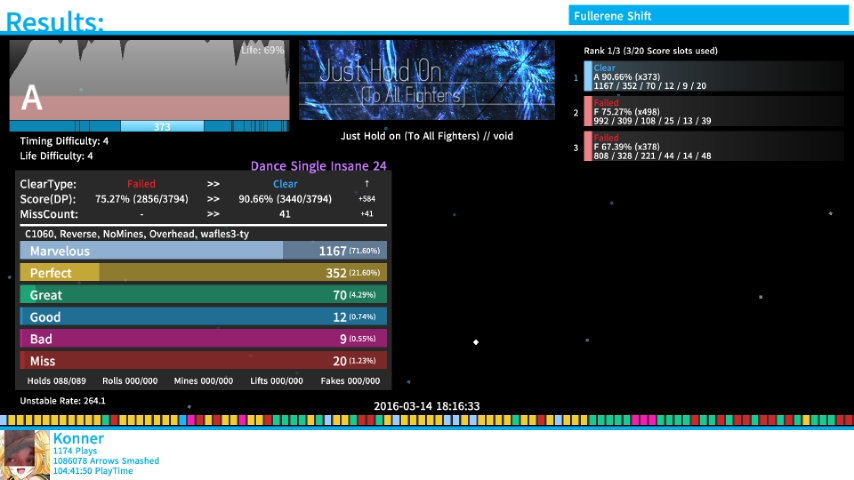 Results:
Fullerene Shift
Life: 69%
A
373
Just Hold On
(To All Fighters)
Just Hold on (To All Fighters) // void
Timing Difficulty: 4
Life Difficulty: 4
Dance Single Insane 24
ClearType: Failed >> Clear ↑
Score(DP): 75.27% (2856/3794) >> 90.66% (3440/3794) +584
MissCount: - >> 41 +41
C1060, Reverse, NoMines, Overhead, wafles3-ty
Marvelous 1167 (71.60%)
Perfect 352 (21.60%)
Great 70 (4.29%)
Good 12 (0.74%)
Bad 9 (0.55%)
Miss 20 (1.23%)
Holds 088/089 Rolls 000/000 Mines 000/000 Lifts 000/000 Fakes 000/000
Unstable Rate: 264.1
2016-03-14 18:16:33
Rank 1/3 (3/20 Score slots used)
1 Clear
A 90.66% (x373)
1167 / 352 / 70 / 12 / 9 / 20
2 Failed
F 75.27% (x498)
992 / 309 / 108 / 25 / 13 / 39
3 Failed
F 67.39% (x378)
808 / 328 / 221 / 44 / 14 / 48
Konner
1174 Plays
1086078 Arrows Smashed
104:41:50 PlayTime